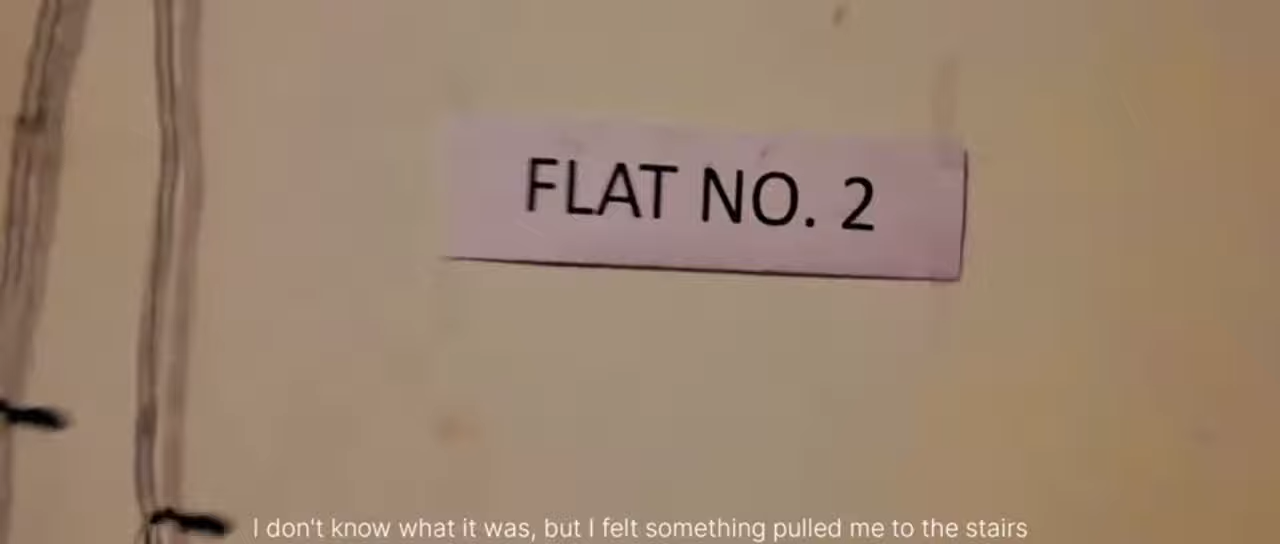 FLAT NO. 2
I don't know what it was, but I felt something pulled me to the stairs